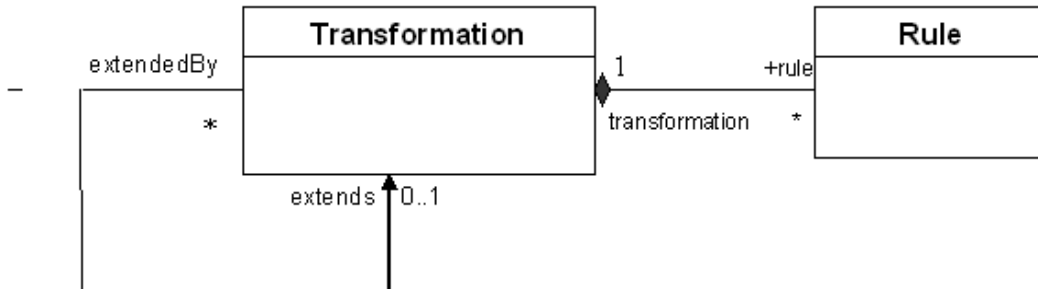 Transformation
Rule
extendedBy
1
+rule
*
transformation
*
extends
0..1